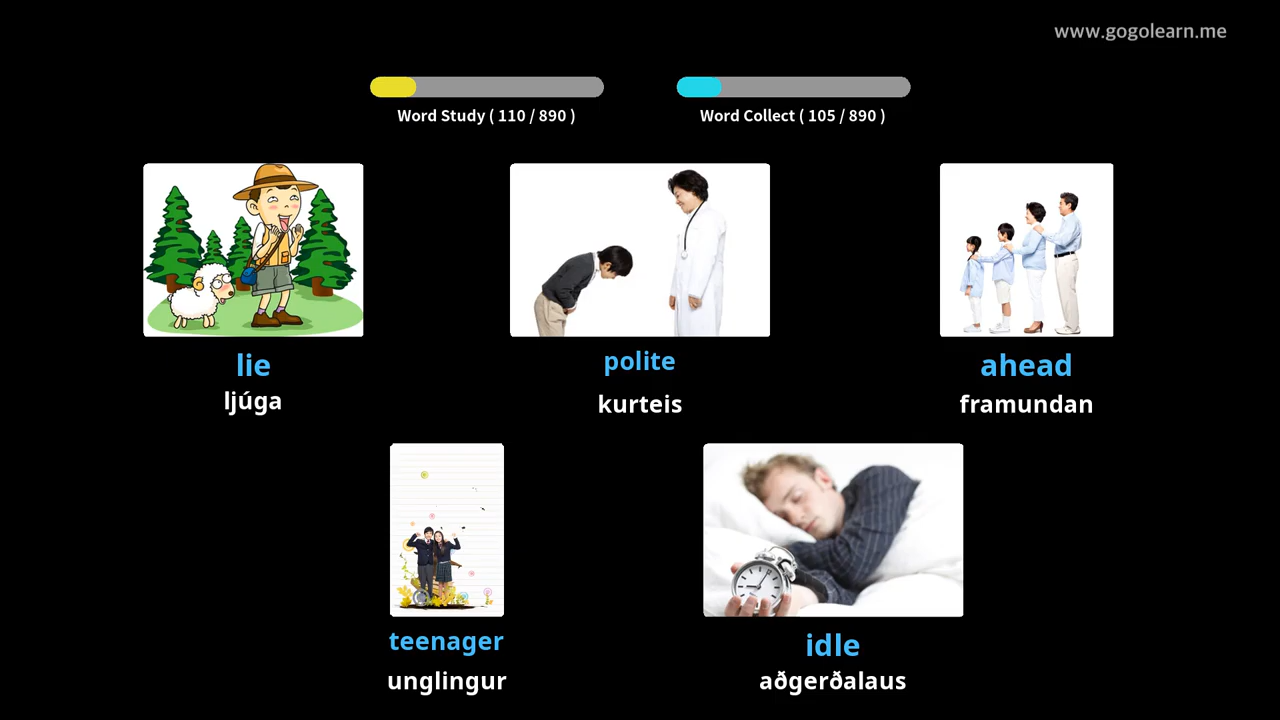 www.gogolearn.me
Word Study ( 110 / 890 )
Word Collect ( 105 / 890 )
lie
ljúga
polite
kurteis
ahead
framundan
teenager
unglingur
idle
aðgerðalaus